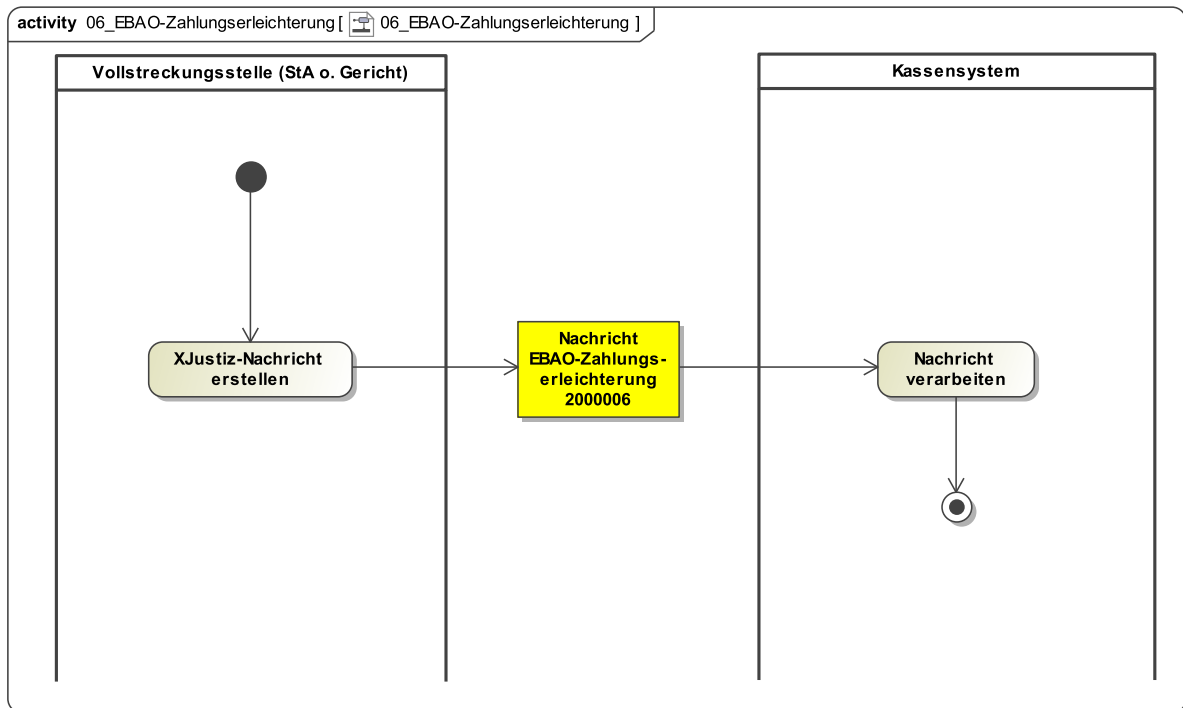 activity 06_EBAO-Zahlungserleichterung [ 06_EBAO-Zahlungserleichterung ]
Vollstreckungsstelle (StA o. Gericht)
Kassensystem
XJustiz-Nachricht
erstellen
Nachricht
EBAO-Zahlungs-
erleichterung
2000006
Nachricht
verarbeiten